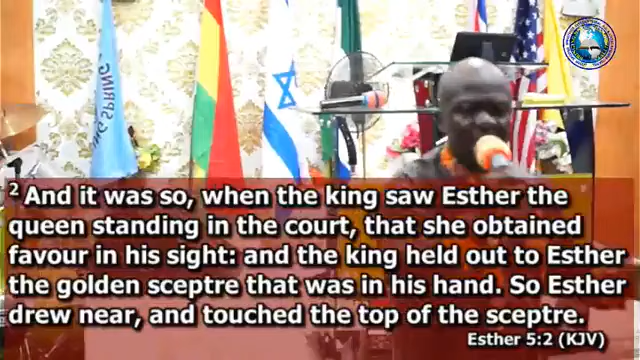 NG SPRING
2 And it was so, when the king saw Esther the
queen standing in the court, that she obtained
favour in his sight: and the king held out to Esther
the golden sceptre that was in his hand. So Esther
drew near, and touched the top of the sceptre.
Esther 5:2 (KJV)